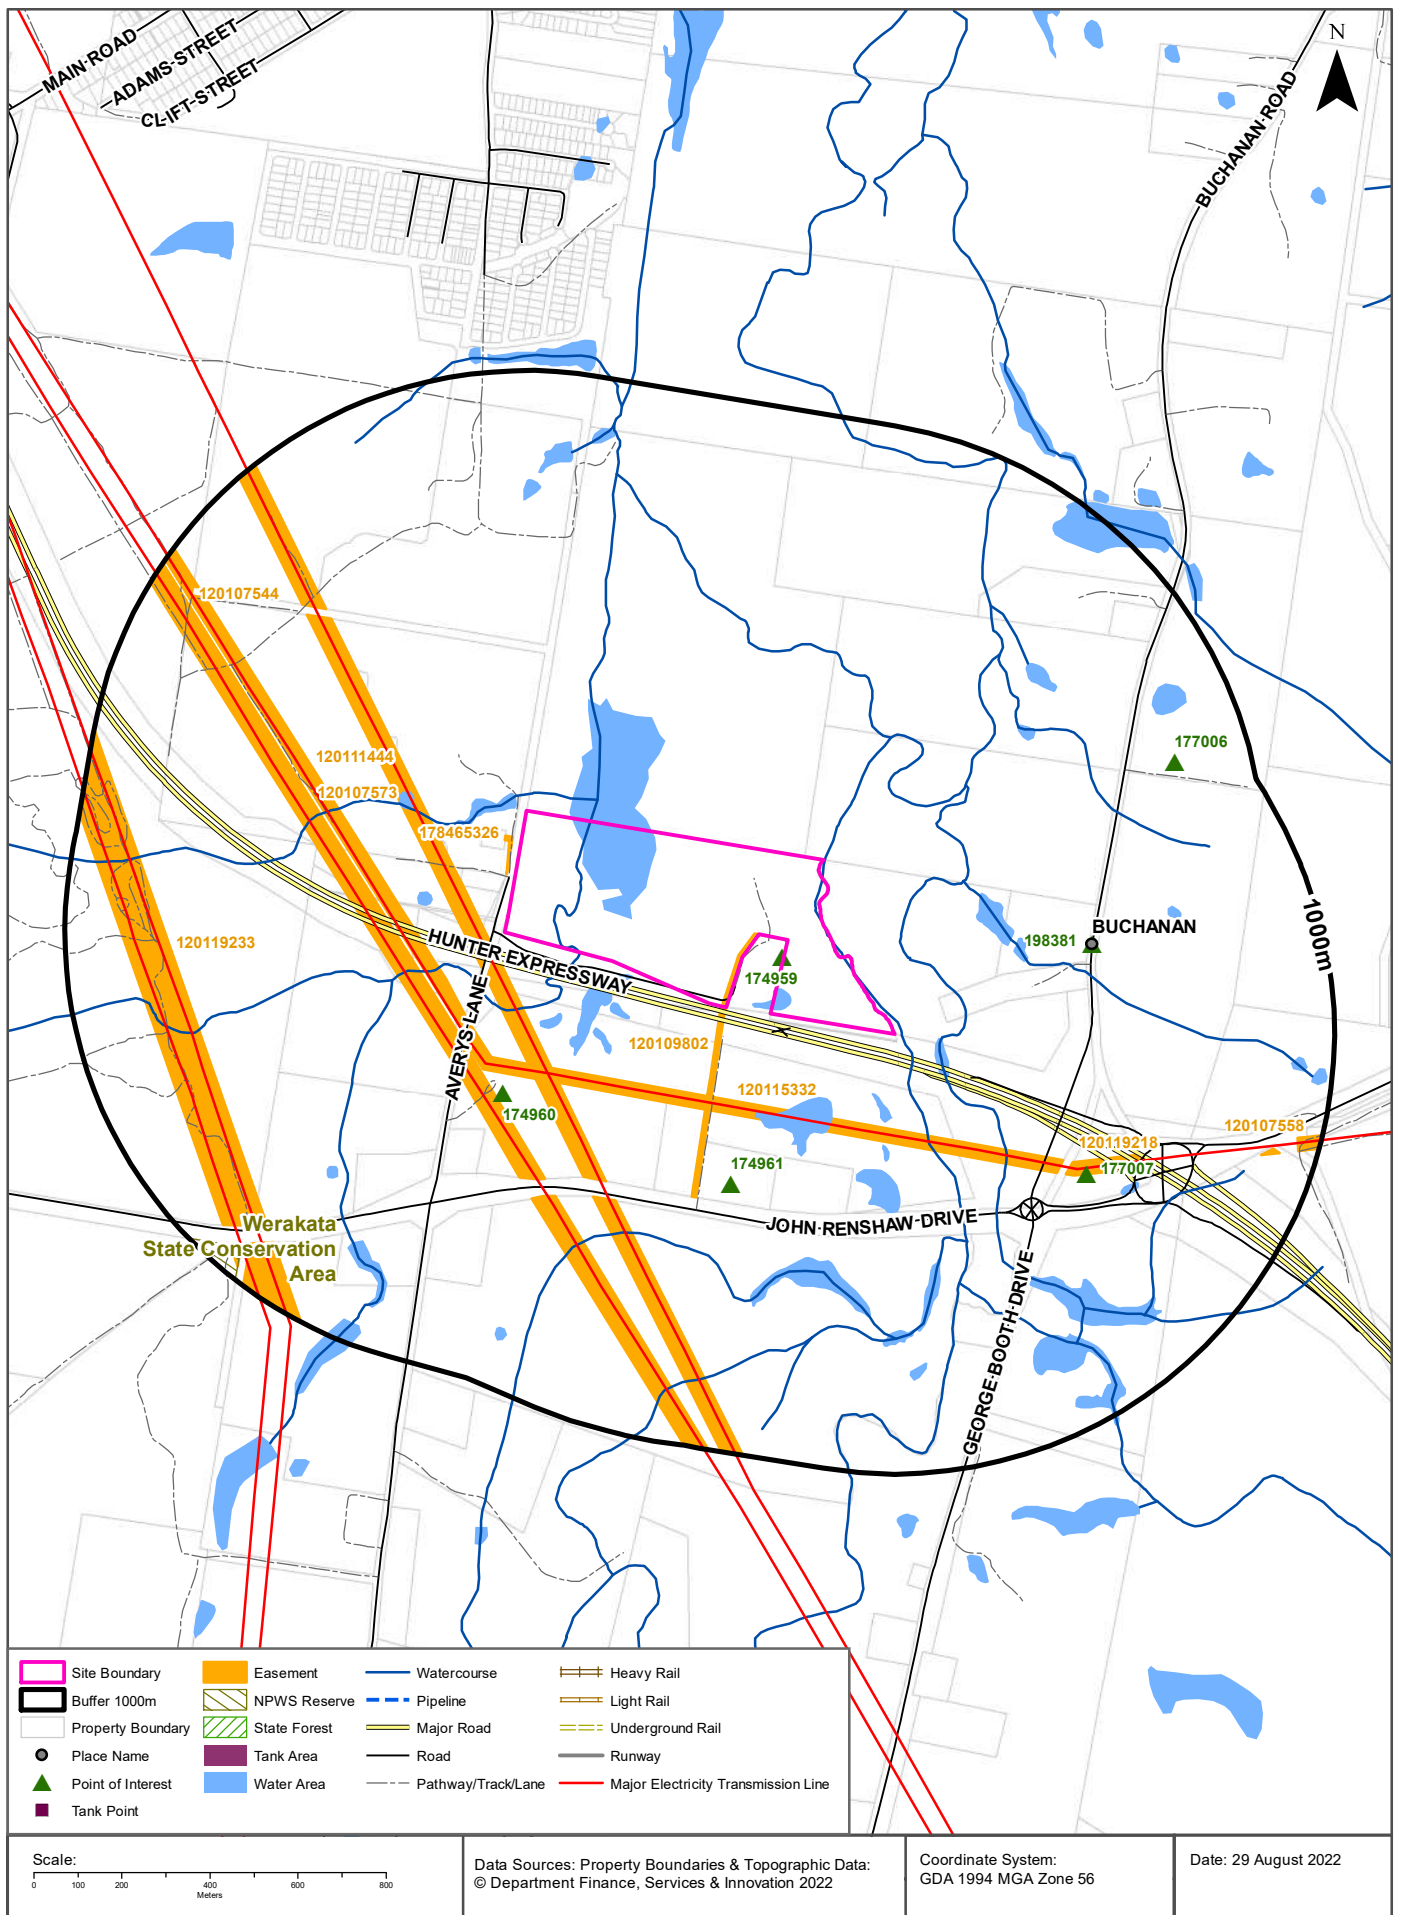 MAIN ROAD
ADAMS STREET
CLIFT STREET
N
BUCHANAN ROAD
120107544
177006
120111444
120107573
178465326
1000m
BUCHANAN
198381
120119233
HUNTER EXPRESSWAY
174959
AVERYS LANE
120109802
120115332
174960
120107558
120119218
177007
174961
JOHN RENSHAW DRIVE
Werakata
State Conservation
Area
GEORGE BOOTH DRIVE
Site Boundary
Buffer 1000m
Property Boundary
Place Name
Point of Interest
Tank Point
Easement
NPWS Reserve
State Forest
Tank Area
Water Area
Watercourse
Pipeline
Major Road
Road
Pathway/Track/Lane
Heavy Rail
Light Rail
Underground Rail
Runway
Major Electricity Transmission Line
Scale:
0 100 200 400 600 800
Meters
Data Sources: Property Boundaries & Topographic Data:
© Department Finance, Services & Innovation 2022
Coordinate System:
GDA 1994 MGA Zone 56
Date: 29 August 2022